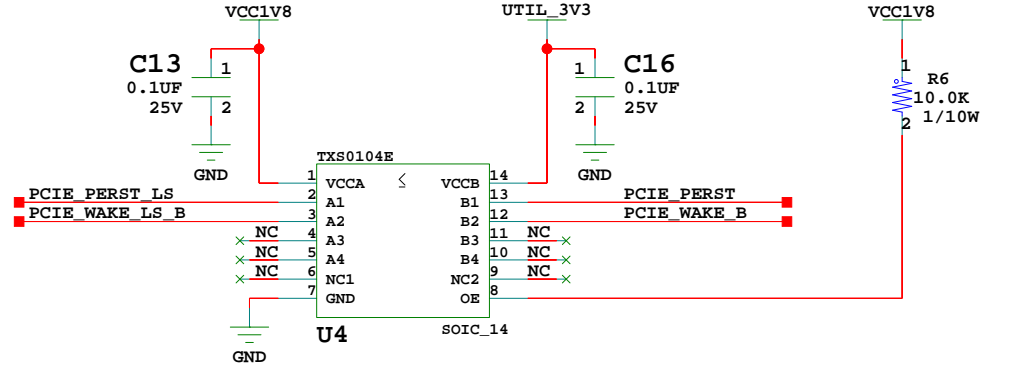 VCC1V8 UTIL_3V3 VCC1V8
C13 1 0.1UF 25V 2
GND
1 C16 0.1UF 2 25V
GND
1 R6
10.0K
1/10W
2
TXS0104E
1 VCCA ≤ VCCB 14
PCIE_PERST_LS 2 A1 B1 13 PCIE_PERST
PCIE_WAKE_LS_B 3 A2 B2 12 PCIE_WAKE_B
NC 4 A3 B3 11 NC
NC 5 A4 B4 10 NC
NC 6 NC1 NC2 9 NC
7 GND OE 8
U4 SOIC_14
GND